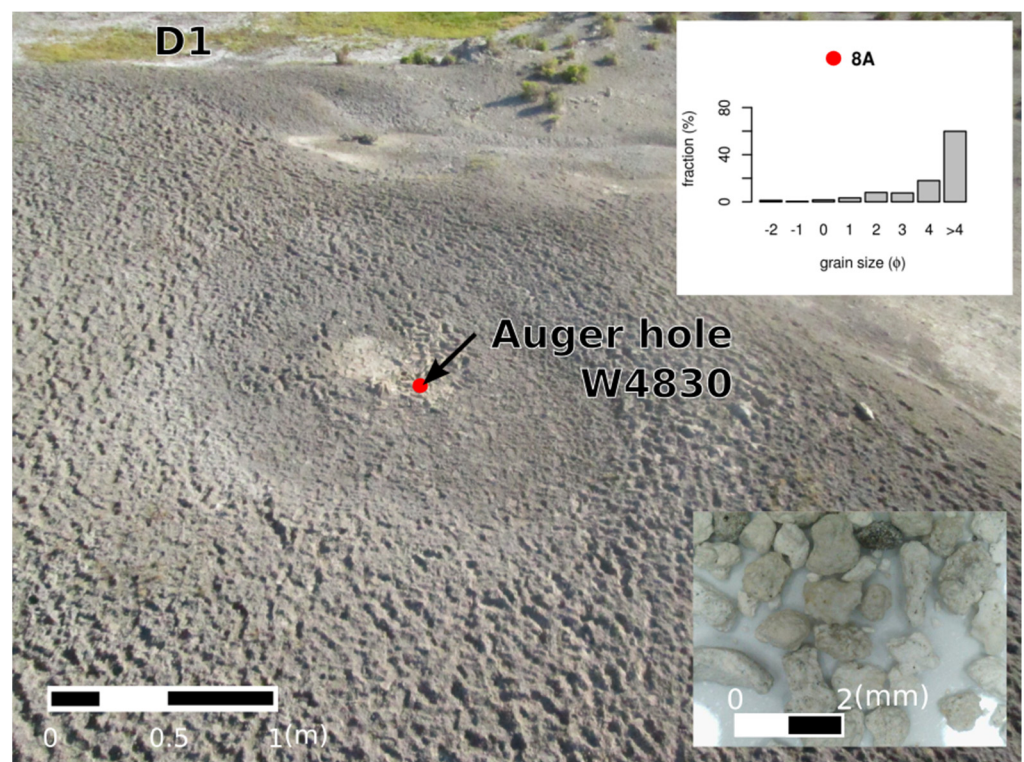 D1
8A
fraction (%)
80
40
0
-2 -1 0 1 2 3 4 >4
grain size (ϕ)
Auger hole
W4830
0 0.5 1(m)
0 2(mm)